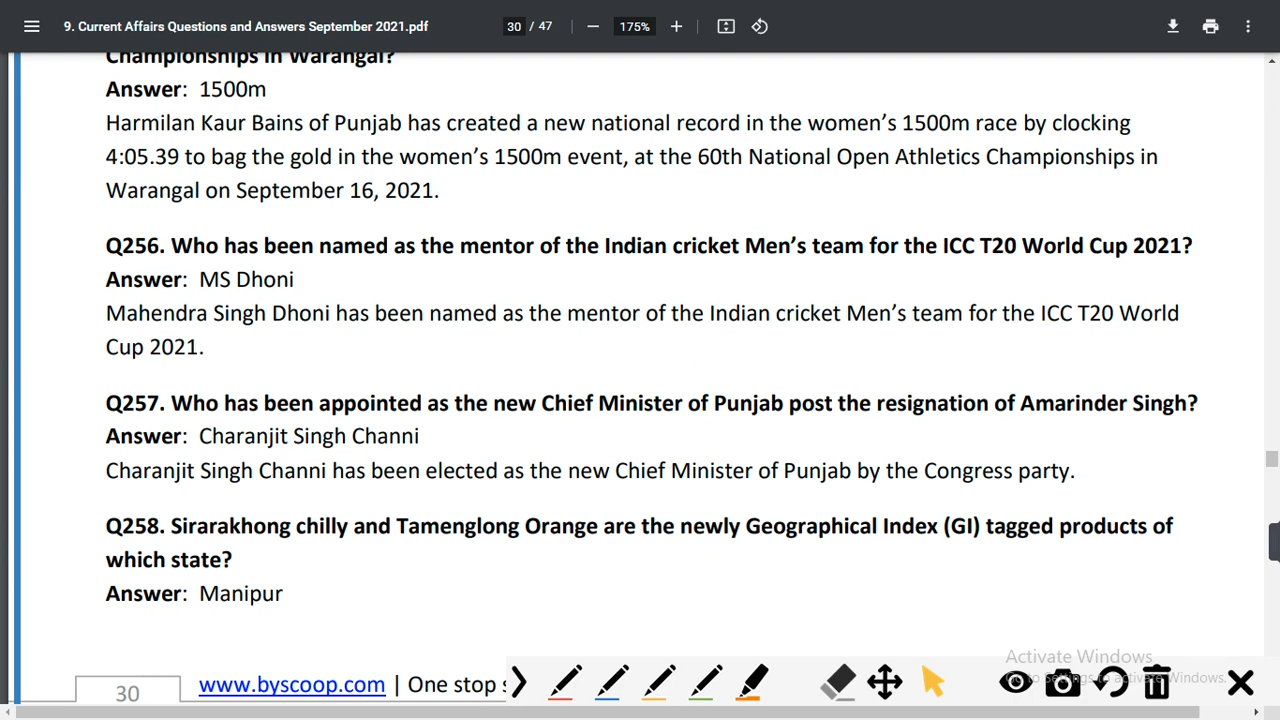 9. Current Affairs Questions and Answers September 2021.pdf
30 / 47
175%
Championships in Warangal?
Answer: 1500m
Harmilan Kaur Bains of Punjab has created a new national record in the women's 1500m race by clocking
4:05.39 to bag the gold in the women's 1500m event, at the 60th National Open Athletics Championships in
Warangal on September 16, 2021.
Q256. Who has been named as the mentor of the Indian cricket Men's team for the ICC T20 World Cup 2021?
Answer: MS Dhoni
Mahendra Singh Dhoni has been named as the mentor of the Indian cricket Men's team for the ICC T20 World
Cup 2021.
Q257. Who has been appointed as the new Chief Minister of Punjab post the resignation of Amarinder Singh?
Answer: Charanjit Singh Channi
Charanjit Singh Channi has been elected as the new Chief Minister of Punjab by the Congress party.
Q258. Sirarakhong chilly and Tamenglong Orange are the newly Geographical Index (GI) tagged products of
which state?
Answer: Manipur
30
www.byscoop.com | One stop
Activate Windows
Go to Settings to activate Windows.